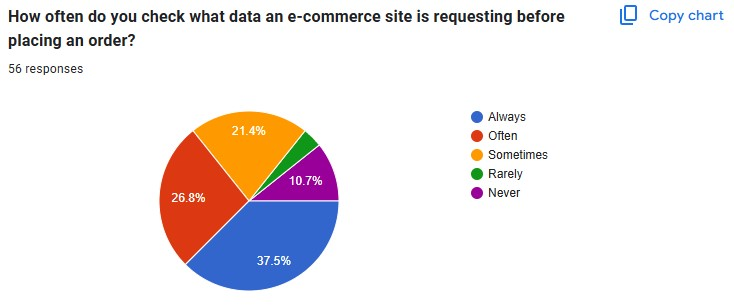 How often do you check what data an e-commerce site is requesting before
placing an order?
Copy chart
56 responses
21.4%
26.8%
10.7%
37.5%
Always
Often
Sometimes
Rarely
Never